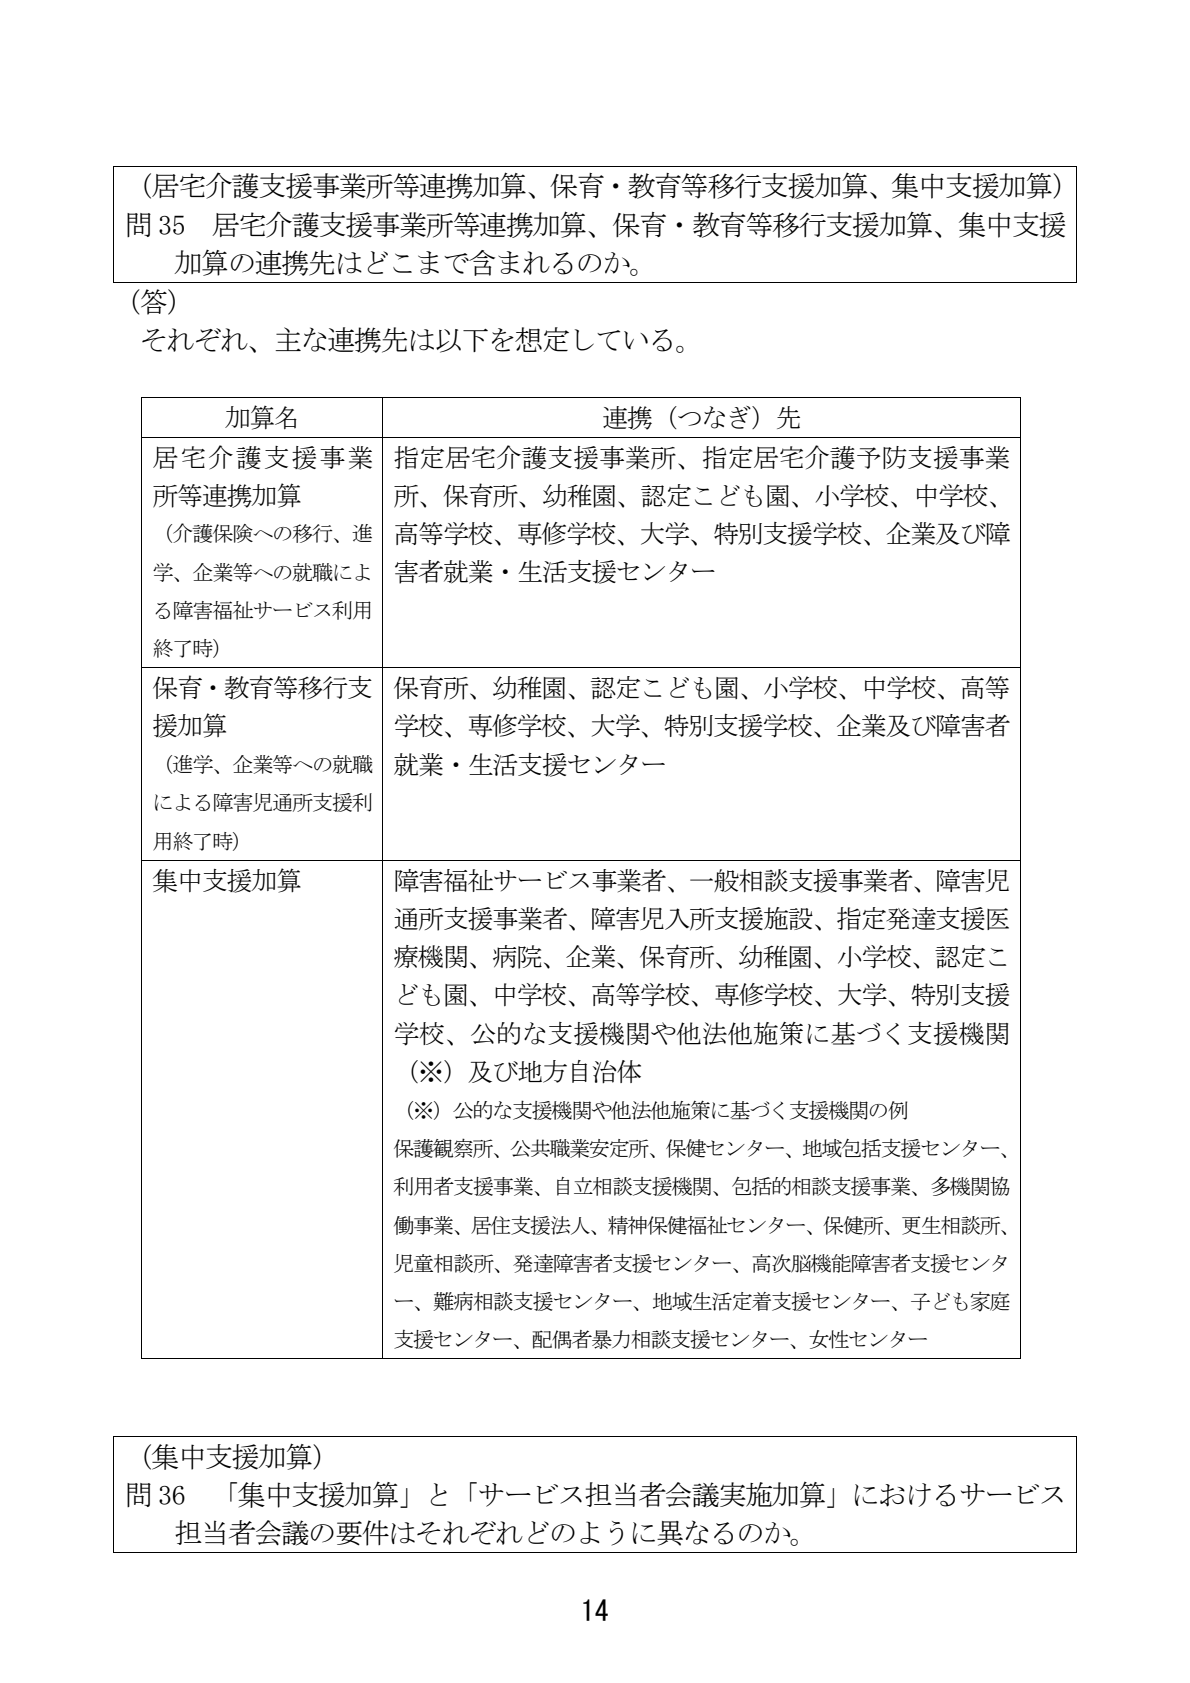 （居宅介護支援事業所等連携加算、保育・教育等移行支援加算、集中支援加算）
問 35　居宅介護支援事業所等連携加算、保育・教育等移行支援加算、集中支援
加算の連携先はどこまで含まれるのか。
（答）
それぞれ、主な連携先は以下を想定している。
加算名
連携（つなぎ）先
居宅介護支援事業
所等連携加算
（介護保険への移行、進
学、企業等への就職によ
る障害福祉サービス利用
終了時）
指定居宅介護支援事業所、指定居宅介護予防支援事業
所、保育所、幼稚園、認定こども園、小学校、中学校、
高等学校、専修学校、大学、特別支援学校、企業及び障
害者就業・生活支援センター
保育・教育等移行支
援加算
（進学、企業等への就職
による障害児通所支援利
用終了時）
保育所、幼稚園、認定こども園、小学校、中学校、高等
学校、専修学校、大学、特別支援学校、企業及び障害者
就業・生活支援センター
集中支援加算
障害福祉サービス事業者、一般相談支援事業者、障害児
通所支援事業者、障害児入所支援施設、指定発達支援医
療機関、病院、企業、保育所、幼稚園、小学校、認定こ
ども園、中学校、高等学校、専修学校、大学、特別支援
学校、公的な支援機関や他法他施策に基づく支援機関
（※）及び地方自治体
（※）公的な支援機関や他法他施策に基づく支援機関の例
保護観察所、公共職業安定所、保健センター、地域包括支援センター、
利用者支援事業、自立相談支援機関、包括的相談支援事業、多機関協
働事業、居住支援法人、精神保健福祉センター、保健所、更生相談所、
児童相談所、発達障害者支援センター、高次脳機能障害者支援センタ
ー、難病相談支援センター、地域生活定着支援センター、子ども家庭
支援センター、配偶者暴力相談支援センター、女性センター
（集中支援加算）
問 36　「集中支援加算」と「サービス担当者会議実施加算」におけるサービス
担当者会議の要件はそれぞれどのように異なるのか。
14